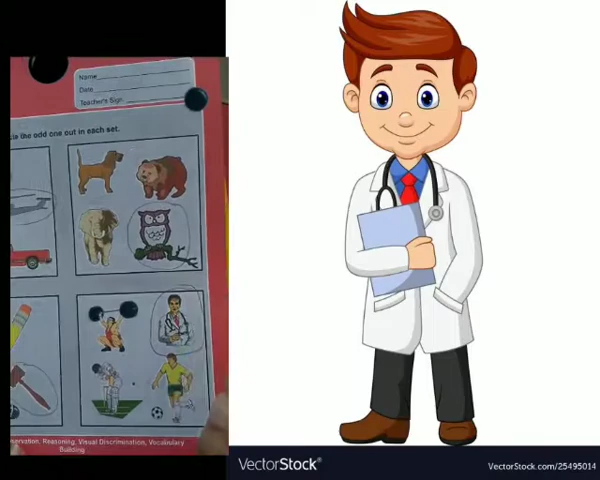 Name
Date
Teacher's Sign
the odd one out in each set.
Reasoning, Visual Discrimination, Vocabulary
Building
VectorStock®
VectorStock.com/25495014